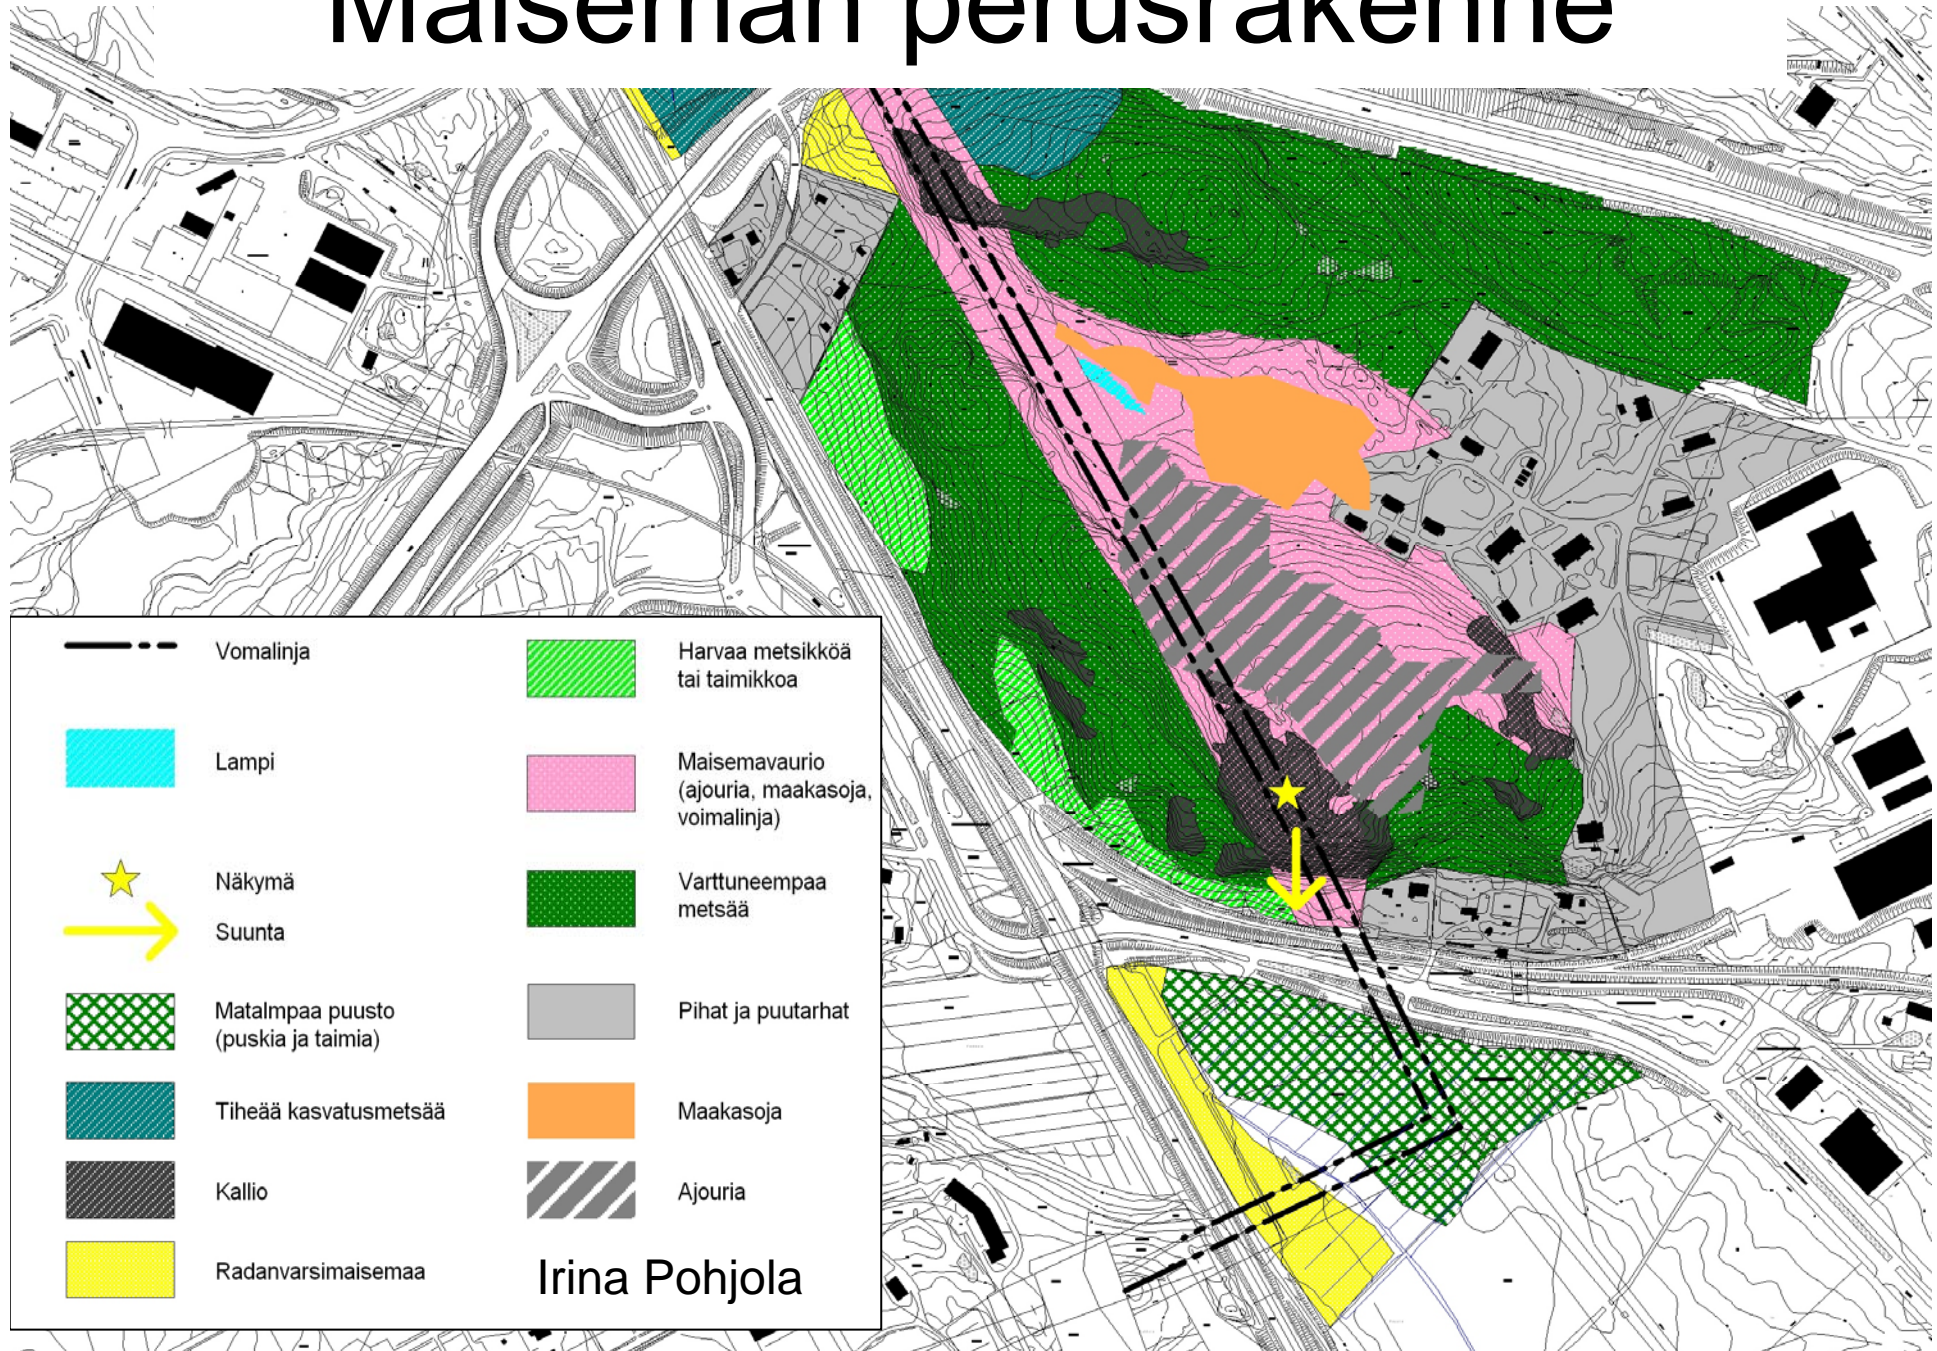 Maiseman perusrakenne
Vomalinja
Lampi
Näkymä
Suunta
Matalmpaa puusto
(puskia ja taimia)
Tiheää kasvatusmetsää
Kallio
Radanvarsimaisemaa
Harvaa metsikköä
tai taimikkoa
Maisemavaurio
(ajouria, maakasoja,
voimalinja)
Varttuneempaa
metsää
Pihat ja puutarhat
Maakasoja
Ajouria
Irina Pohjola